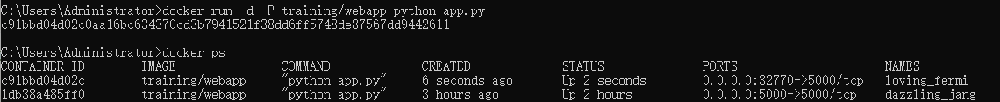 C:\Users\Administrator>docker run -d -P training/webapp python app.py
c91bbd04d02c0aa16bc634370cd3b7941521f38dd6ff5748de87567dd9442611
C:\Users\Administrator>docker ps
CONTAINER ID IMAGE COMMAND CREATED STATUS PORTS NAMES
c91bbd04d02c training/webapp "python app.py" 6 seconds ago Up 2 seconds 0.0.0.0:32770->5000/tcp loving_fermi
1db38a485ff0 training/webapp "python app.py" 3 hours ago Up 2 hours 0.0.0.0:5000->5000/tcp dazzling_jang